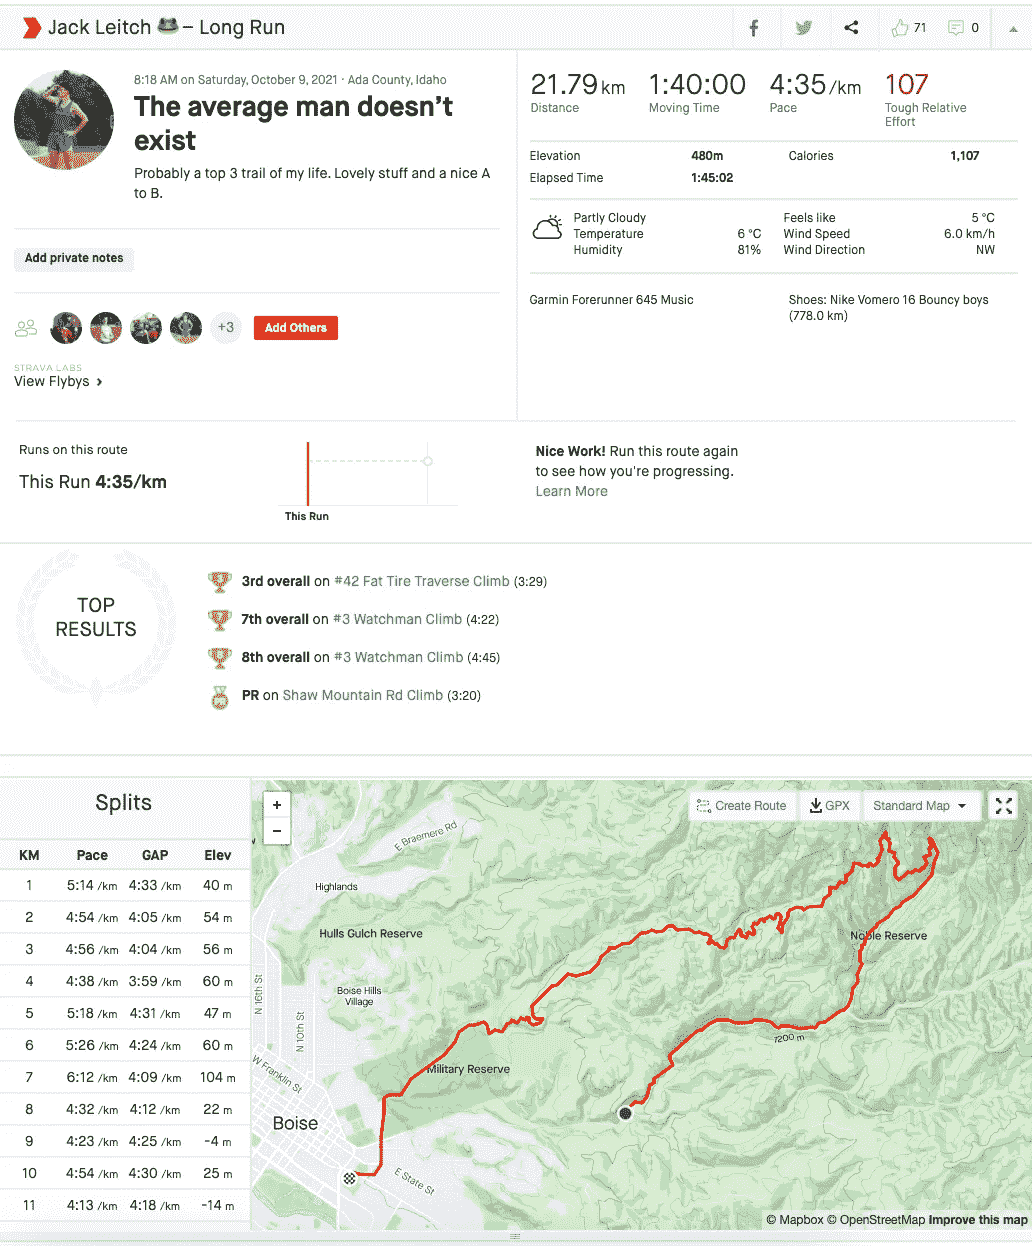 Jack Leitch – Long Run
71
0
8:18 AM on Saturday, October 9, 2021 · Ada County, Idaho
The average man doesn't
exist
Probably a top 3 trail of my life. Lovely stuff and a nice A
to B.
Add private notes
+3
Add Others
STRAVA LABS
View Flybys
21.79 km 1:40:00 4:35 /km 107
Distance Moving Time Pace Tough Relative
Effort
Elevation 480m Calories 1,107
Elapsed Time 1:45:02
Partly Cloudy Feels like 5 °C
Temperature 6 °C Wind Speed 6.0 km/h
Humidity 81% Wind Direction NW
Garmin Forerunner 645 Music Shoes: Nike Vomero 16 Bouncy boys
(778.0 km)
Runs on this route
This Run 4:35/km
This Run
Nice Work! Run this route again
to see how you're progressing.
Learn More
TOP
RESULTS
3rd overall on #42 Fat Tire Traverse Climb (3:29)
7th overall on #3 Watchman Climb (4:22)
8th overall on #3 Watchman Climb (4:45)
PR on Shaw Mountain Rd Climb (3:20)
Splits
KM Pace GAP Elev
1 5:14 /km 4:33 /km 40 m
2 4:54 /km 4:05 /km 54 m
3 4:56 /km 4:04 /km 56 m
4 4:38 /km 3:59 /km 60 m
5 5:18 /km 4:31 /km 47 m
6 5:26 /km 4:24 /km 60 m
7 6:12 /km 4:09 /km 104 m
8 4:32 /km 4:12 /km 22 m
9 4:23 /km 4:25 /km -4 m
10 4:54 /km 4:30 /km 25 m
11 4:13 /km 4:18 /km -14 m
+
−
Create Route
GPX
Standard Map
E Braemere Rd
Highlands
Hulls Gulch Reserve
Noble Reserve
Boise Hills
Village
N 16th St
N 10th St
1200 m
W Franklin St
Military Reserve
Boise
E State St
© Mapbox © OpenStreetMap Improve this map